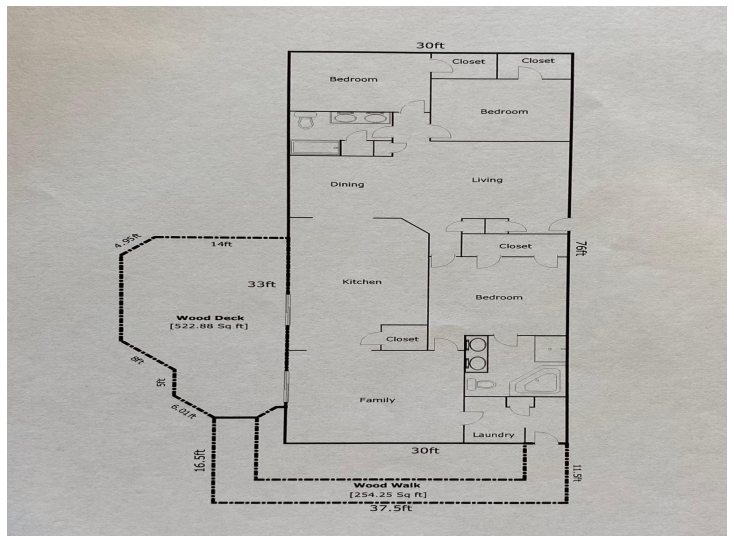 30ft
Closet
Closet
Bedroom
Bedroom
Dining
Living
4.95ft
14ft
Closet
76ft
33ft
Kitchen
Bedroom
Wood Deck
[522.88 Sq ft]
Closet
8ft
5ft
6.01ft
Family
Laundry
30ft
16.5ft
11.5ft
Wood Walk
[254.25 Sq ft]
37.5ft